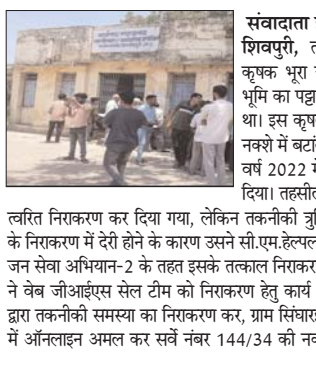 संवादाता
शिवपुरी,
कृषक भूरा
भूमि का पट्टा
था। इस कृष
नक्शे में बटां
वर्ष 2022 में
दिया। तहसील
त्वरित निराकरण कर दिया गया, लेकिन तकनीकी त्रु
के निराकरण में देरी होने के कारण उसने सी.एम.हेल्पल
जन सेवा अभियान-2 के तहत इसके तत्काल निराकर
ने वेब जीआईएस सेल टीम को निराकरण हेतु कार्य
द्वारा तकनीकी समस्या का निराकरण कर, ग्राम सिंघार
में ऑनलाइन अमल कर सर्वे नंबर 144/34 की नव